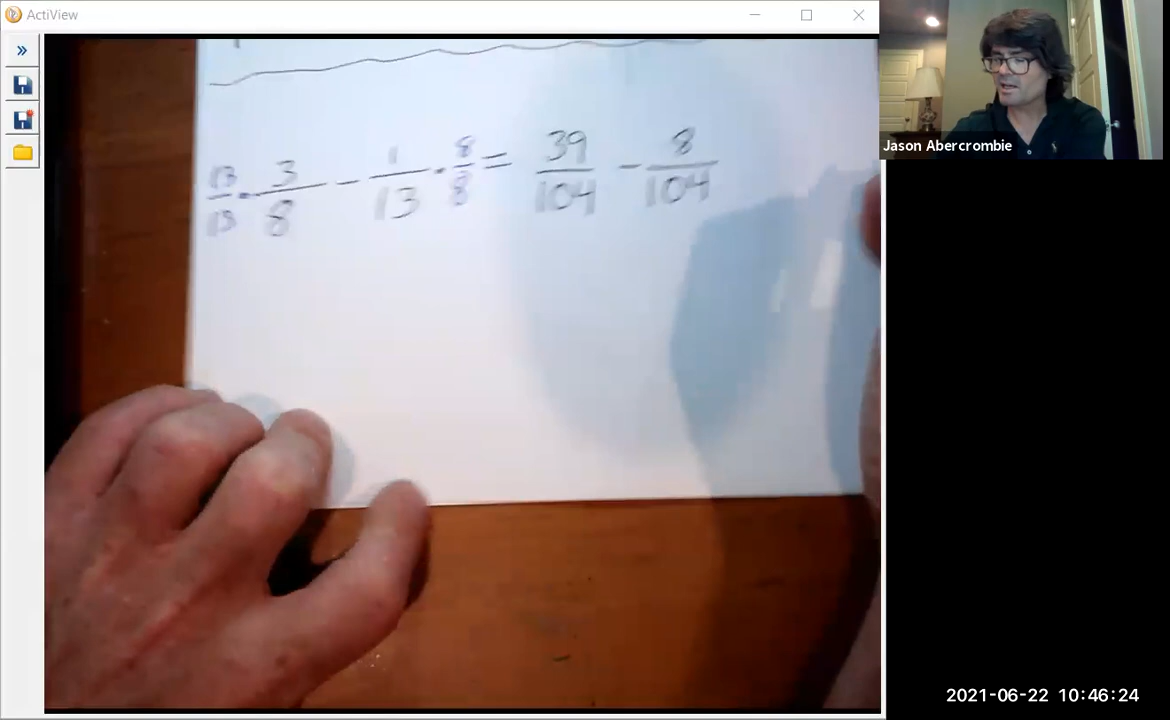 ActiView
Jason Abercrombie
13/13 · 3/8 − 1/13 · 8/8 = 39/104 − 8/104
2021-06-22 10:46:24